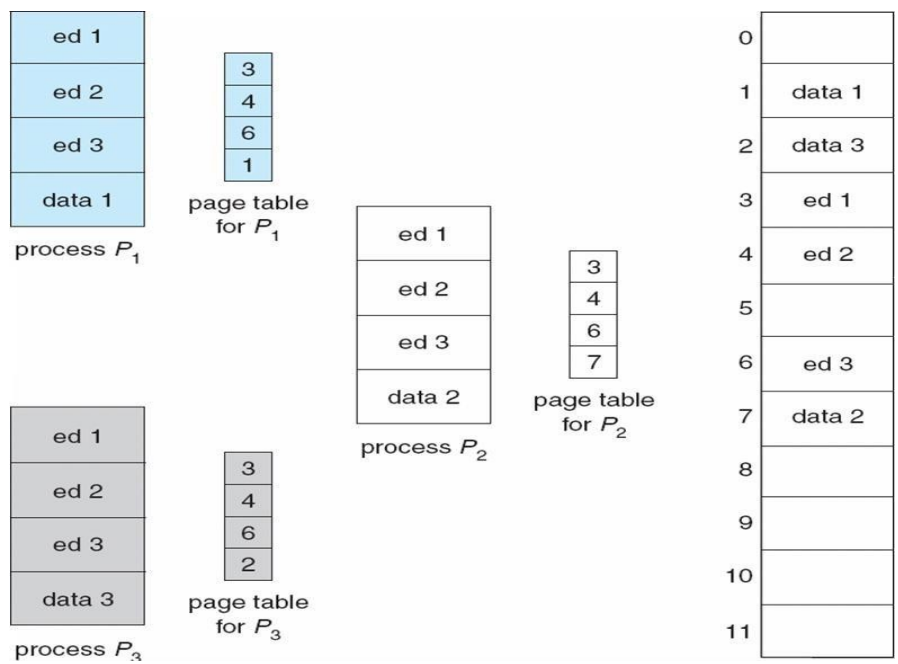 ed 1
ed 2
ed 3
data 1
process P1
3
4
6
1
page table
for P1
ed 1
ed 2
ed 3
data 2
process P2
3
4
6
7
page table
for P2
ed 1
ed 2
ed 3
data 3
process P3
3
4
6
2
page table
for P3
0
1 data 1
2 data 3
3 ed 1
4 ed 2
5
6 ed 3
7 data 2
8
9
10
11